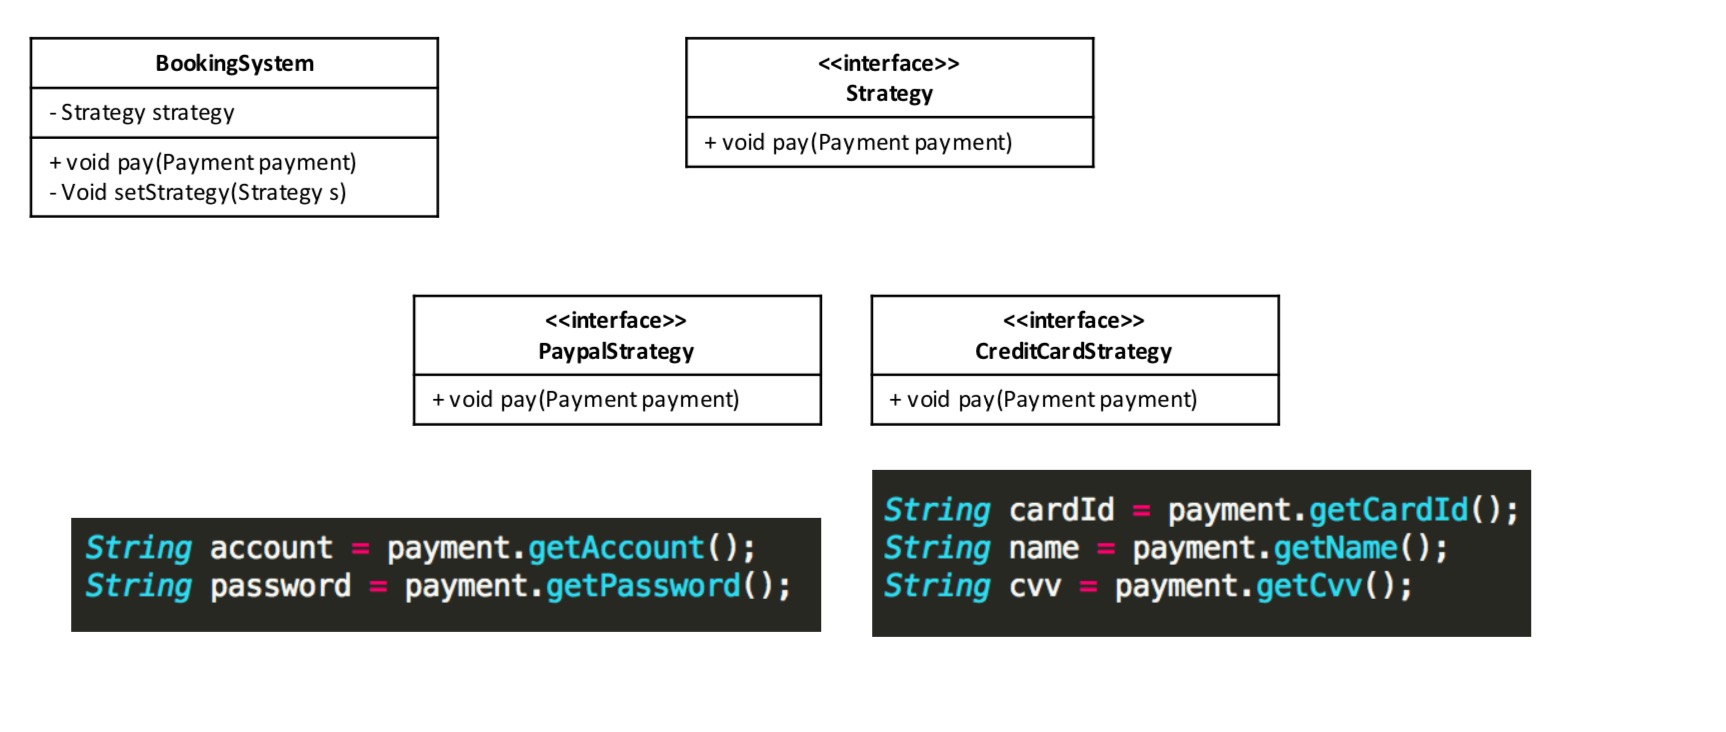 BookingSystem
- Strategy strategy
+ void pay(Payment payment)
- Void setStrategy(Strategy s)
<<interface>>
Strategy
+ void pay(Payment payment)
<<interface>>
PaypalStrategy
+ void pay(Payment payment)
<<interface>>
CreditCardStrategy
+ void pay(Payment payment)
String account = payment.getAccount();
String password = payment.getPassword();
String cardId = payment.getCardId();
String name = payment.getName();
String cvv = payment.getCvv();